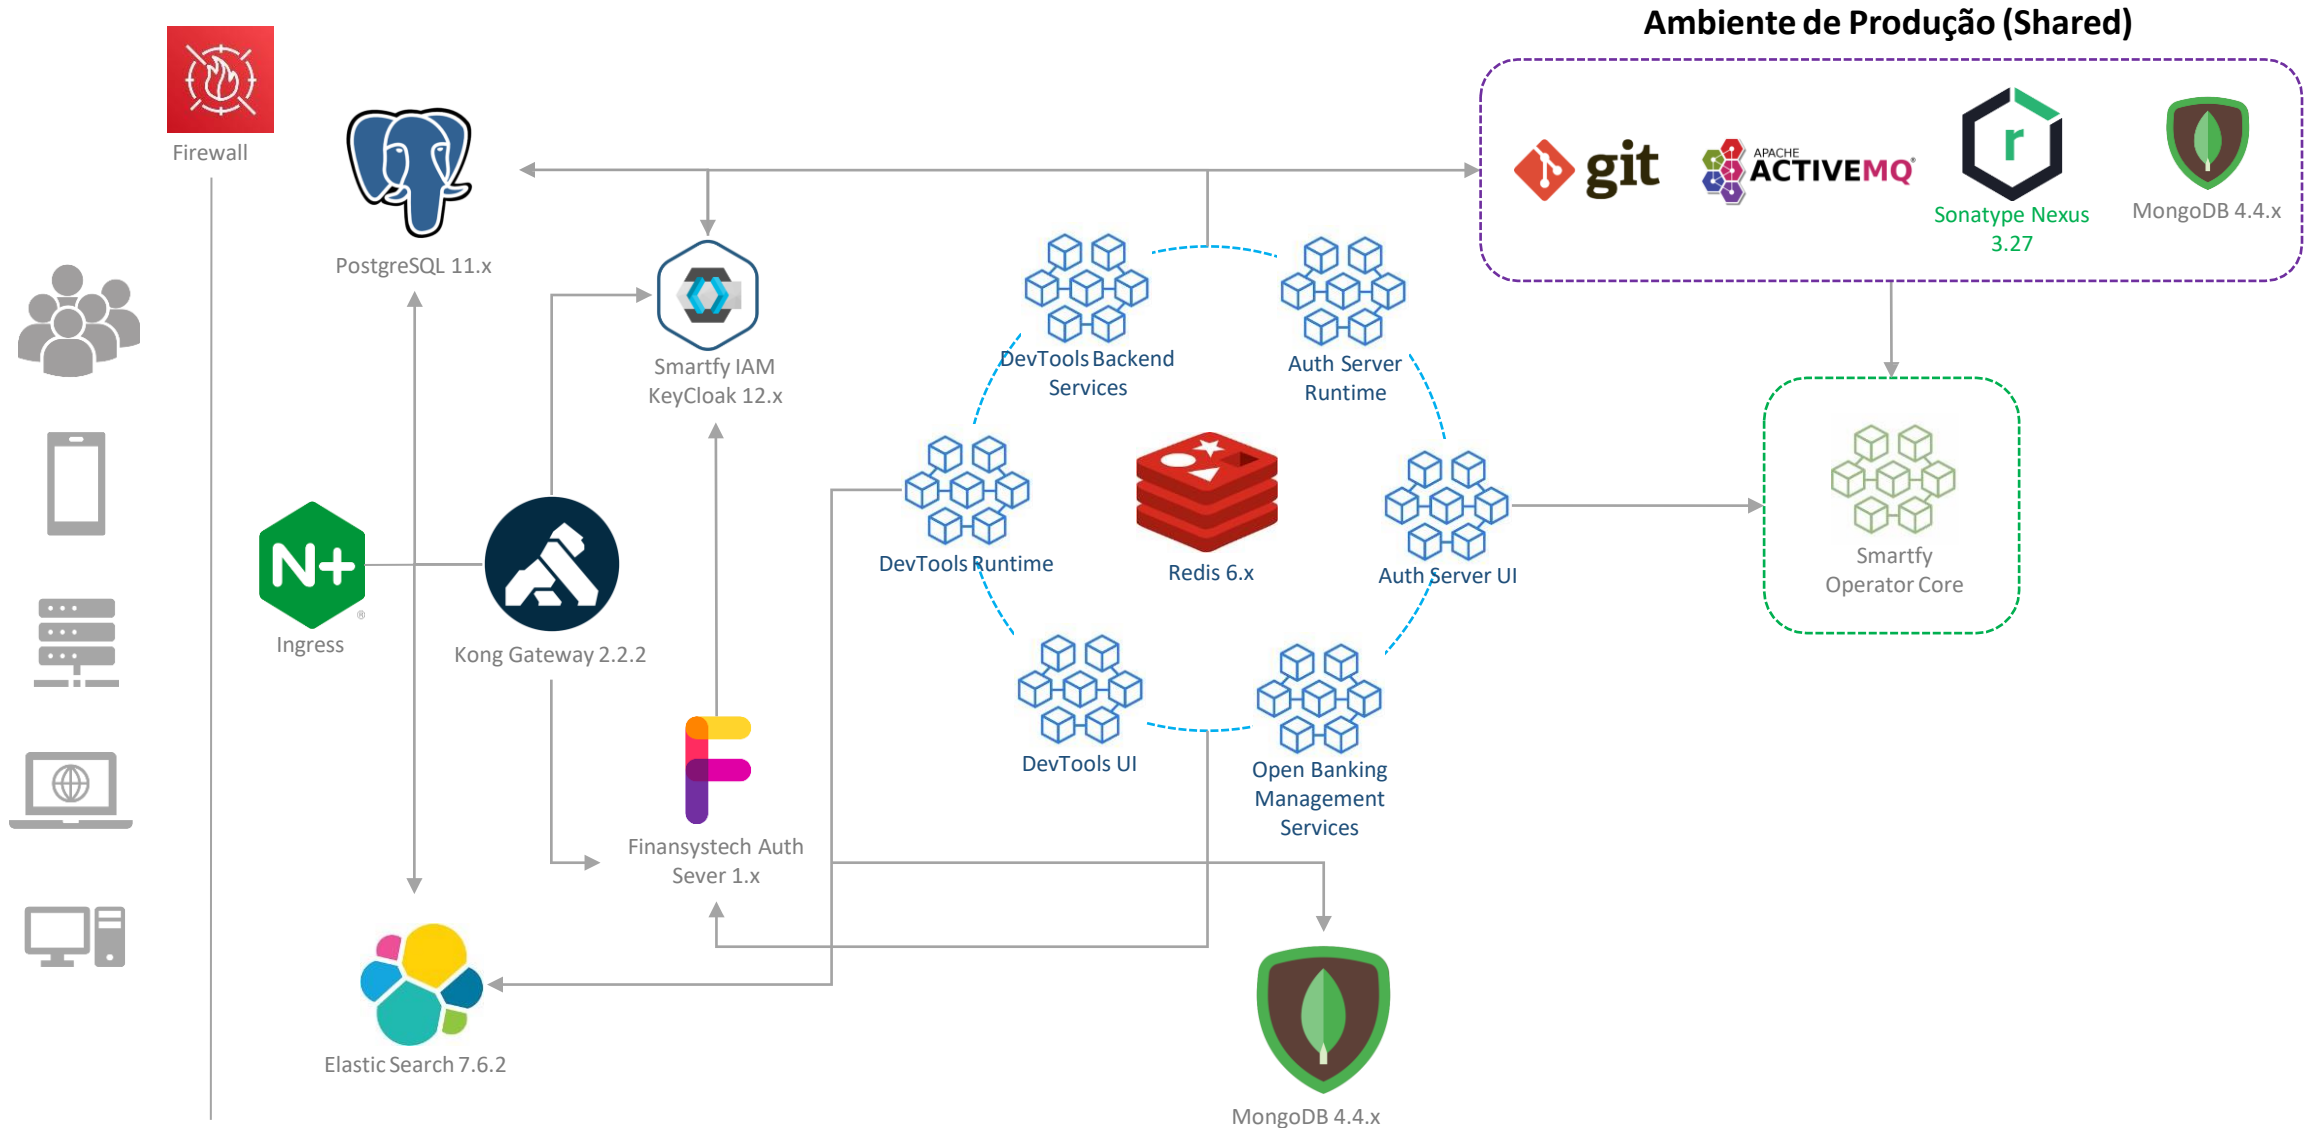 Ambiente de Produção (Shared)
Firewall
git
APACHE
ACTIVEMQ
r
Sonatype Nexus
3.27
MongoDB 4.4.x
PostgreSQL 11.x
Smartfy IAM
KeyCloak 12.x
DevTools Backend
Services
Auth Server
Runtime
N+
®
Ingress
Kong Gateway 2.2.2
DevTools Runtime
Redis 6.x
Auth Server UI
Smartfy
Operator Core
DevTools UI
Open Banking
Management
Services
Finansystech Auth
Sever 1.x
Elastic Search 7.6.2
MongoDB 4.4.x